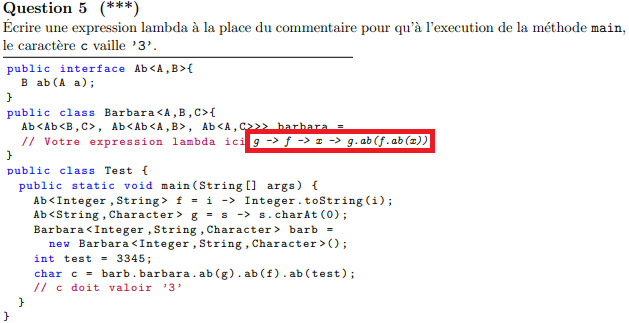 Question 5 (***)
Écrire une expression lambda à la place du commentaire pour qu'à l'execution de la méthode main,
le caractère c vaille '3'.
public interface Ab<A,B>{
B ab(A a);
}
public class Barbara<A,B,C>{
Ab<Ab<B,C>, Ab<Ab<A,B>, Ab<A,C>>> barbara =
// Votre expression lambda ici g -> f -> x -> g.ab(f.ab(x))
}
public class Test {
public static void main(String[] args) {
Ab<Integer,String> f = i -> Integer.toString(i);
Ab<String,Character> g = s -> s.charAt(0);
Barbara<Integer,String,Character> barb =
new Barbara<Integer,String,Character>();
int test = 3345;
char c = barb.barbara.ab(g).ab(f).ab(test);
// c doit valoir '3'
}
}